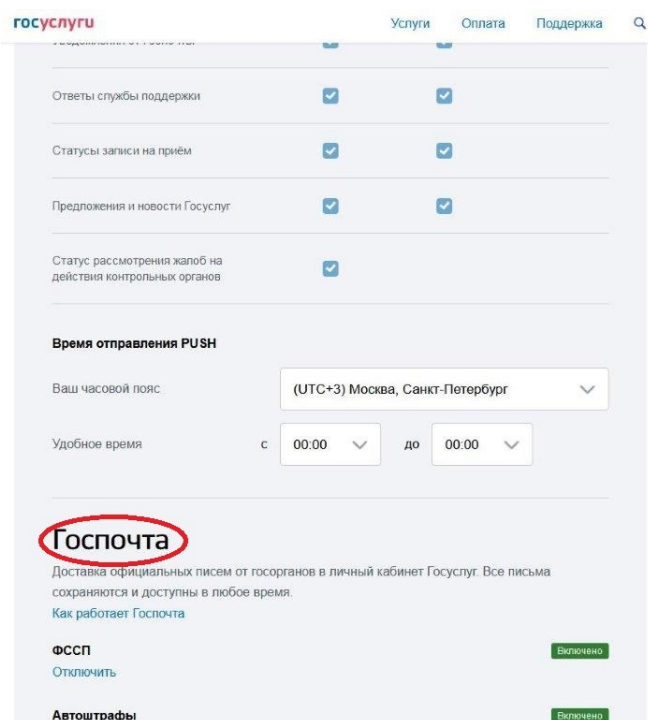 госуслуги
Услуги Оплата Поддержка
Ответы службы поддержки
Статусы записи на приём
Предложения и новости Госуслуг
Статус рассмотрения жалоб на
действия контрольных органов
Время отправления PUSH
Ваш часовой пояс (UTC+3) Москва, Санкт-Петербург
Удобное время с 00:00 до 00:00
Госпочта
Доставка официальных писем от госорганов в личный кабинет Госуслуг. Все письма
сохраняются и доступны в любое время.
Как работает Госпочта
ФССП Включено
Отключить
Автоштрафы Включено